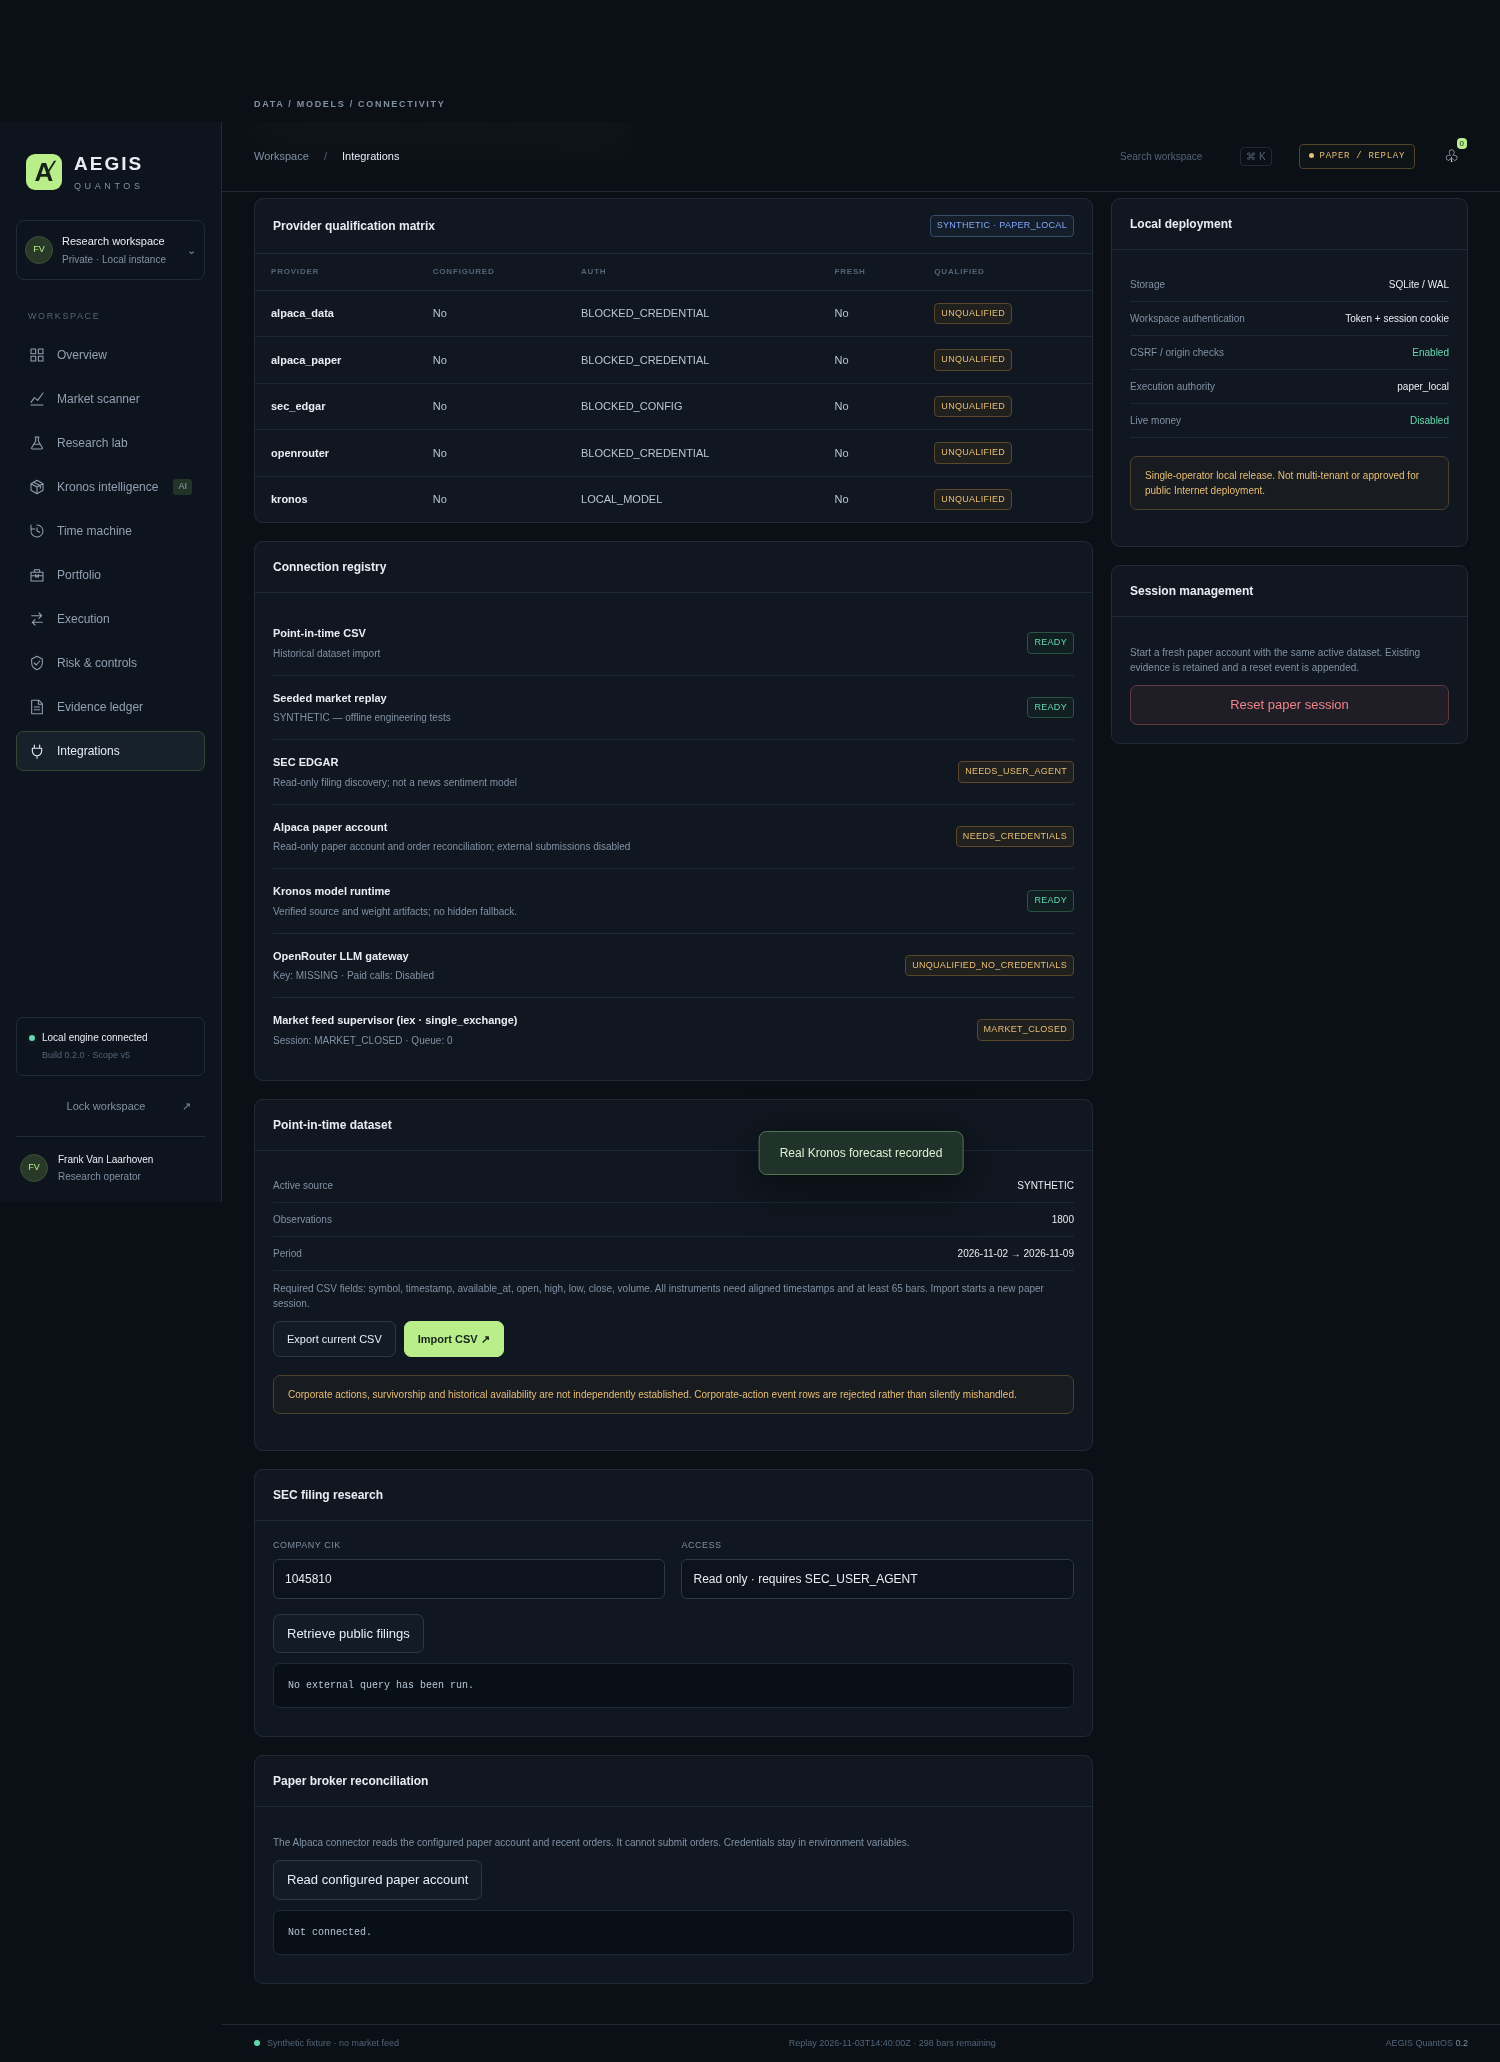 DATA / MODELS / CONNECTIVITY
AEGIS
QUANTOS
Workspace / Integrations
Search workspace
⌘ K
PAPER / REPLAY
0
FV
Research workspace
Private · Local instance
WORKSPACE
Overview
Market scanner
Research lab
Kronos intelligence AI
Time machine
Portfolio
Execution
Risk & controls
Evidence ledger
Integrations
Local engine connected
Build 0.2.0 · Scope v5
Lock workspace ↗
FV
Frank Van Laarhoven
Research operator
Provider qualification matrix
SYNTHETIC · PAPER_LOCAL
PROVIDER CONFIGURED AUTH FRESH QUALIFIED
alpaca_data No BLOCKED_CREDENTIAL No UNQUALIFIED
alpaca_paper No BLOCKED_CREDENTIAL No UNQUALIFIED
sec_edgar No BLOCKED_CONFIG No UNQUALIFIED
openrouter No BLOCKED_CREDENTIAL No UNQUALIFIED
kronos No LOCAL_MODEL No UNQUALIFIED
Connection registry
Point-in-time CSV
Historical dataset import
READY
Seeded market replay
SYNTHETIC — offline engineering tests
READY
SEC EDGAR
Read-only filing discovery; not a news sentiment model
NEEDS_USER_AGENT
Alpaca paper account
Read-only paper account and order reconciliation; external submissions disabled
NEEDS_CREDENTIALS
Kronos model runtime
Verified source and weight artifacts; no hidden fallback.
READY
OpenRouter LLM gateway
Key: MISSING · Paid calls: Disabled
UNQUALIFIED_NO_CREDENTIALS
Market feed supervisor (iex · single_exchange)
Session: MARKET_CLOSED · Queue: 0
MARKET_CLOSED
Point-in-time dataset
Real Kronos forecast recorded
Active source SYNTHETIC
Observations 1800
Period 2026-11-02 → 2026-11-09
Required CSV fields: symbol, timestamp, available_at, open, high, low, close, volume. All instruments need aligned timestamps and at least 65 bars. Import starts a new paper
session.
Export current CSV
Import CSV ↗
Corporate actions, survivorship and historical availability are not independently established. Corporate-action event rows are rejected rather than silently mishandled.
SEC filing research
COMPANY CIK ACCESS
1045810 Read only · requires SEC_USER_AGENT
Retrieve public filings
No external query has been run.
Paper broker reconciliation
The Alpaca connector reads the configured paper account and recent orders. It cannot submit orders. Credentials stay in environment variables.
Read configured paper account
Not connected.
Local deployment
Storage SQLite / WAL
Workspace authentication Token + session cookie
CSRF / origin checks Enabled
Execution authority paper_local
Live money Disabled
Single-operator local release. Not multi-tenant or approved for
public Internet deployment.
Session management
Start a fresh paper account with the same active dataset. Existing
evidence is retained and a reset event is appended.
Reset paper session
Synthetic fixture · no market feed
Replay 2026-11-03T14:40:00Z · 298 bars remaining
AEGIS QuantOS 0.2